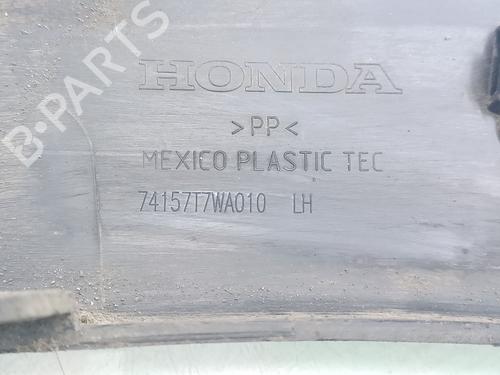 B-PARTS
HONDA
>PP<
MEXICO PLASTIC TEC
74157T7WA010 LH